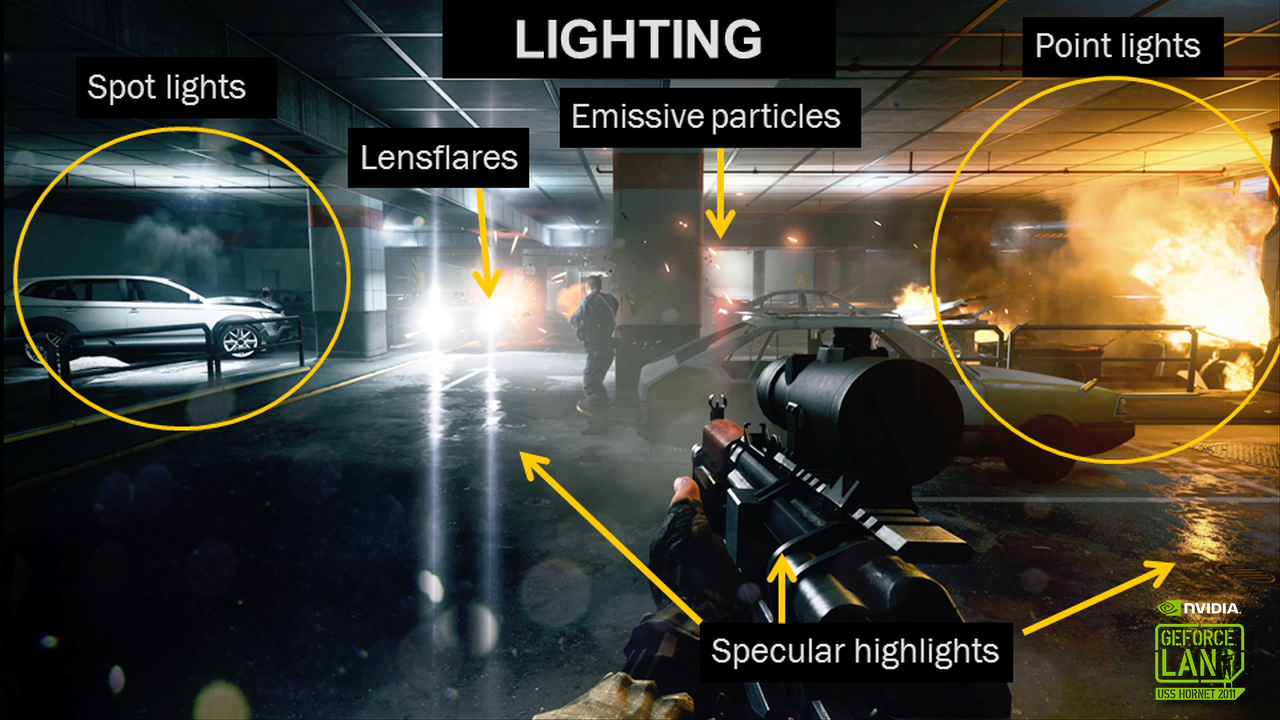 LIGHTING
Point lights
Spot lights
Emissive particles
Lensflares
Specular highlights
NVIDIA
GEFORCE
LAN
USS HORNET 2011